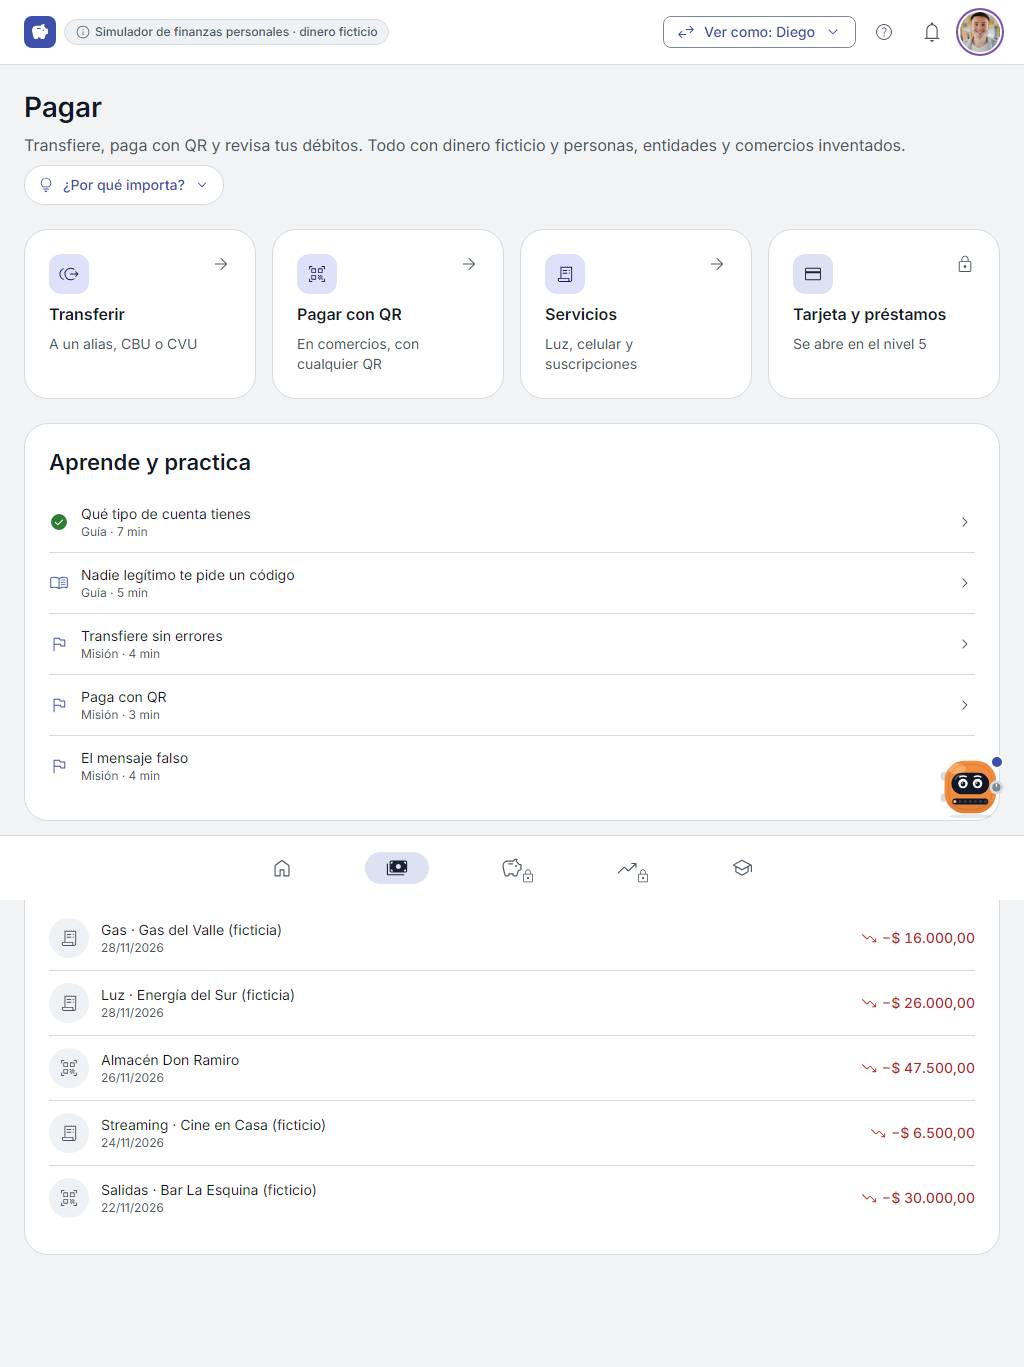 Simulador de finanzas personales · dinero ficticio
Ver como: Diego
Pagar
Transfiere, paga con QR y revisa tus débitos. Todo con dinero ficticio y personas, entidades y comercios inventados.
¿Por qué importa?
Transferir
A un alias, CBU o CVU
Pagar con QR
En comercios, con
cualquier QR
Servicios
Luz, celular y
suscripciones
Tarjeta y préstamos
Se abre en el nivel 5
Aprende y practica
Qué tipo de cuenta tienes
Guía · 7 min
Nadie legítimo te pide un código
Guía · 5 min
Transfiere sin errores
Misión · 4 min
Paga con QR
Misión · 3 min
El mensaje falso
Misión · 4 min
Gas · Gas del Valle (ficticia)
28/11/2026
−$ 16.000,00
Luz · Energía del Sur (ficticia)
28/11/2026
−$ 26.000,00
Almacén Don Ramiro
26/11/2026
−$ 47.500,00
Streaming · Cine en Casa (ficticio)
24/11/2026
−$ 6.500,00
Salidas · Bar La Esquina (ficticio)
22/11/2026
−$ 30.000,00